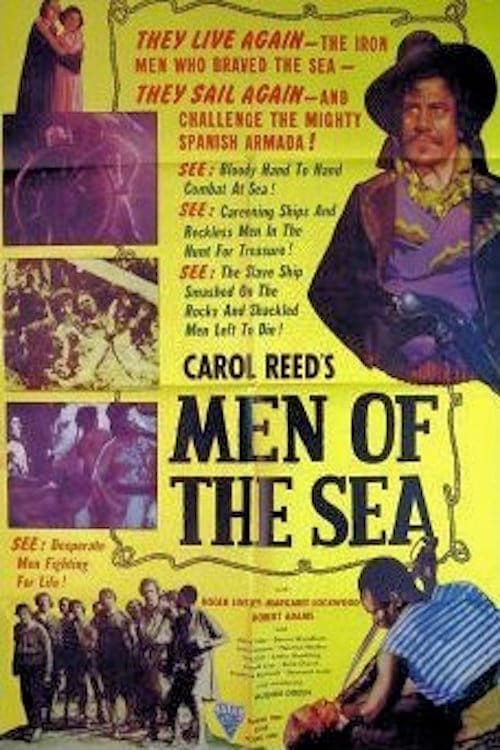 THEY LIVE AGAIN—THE IRON
MEN WHO BRAVED THE SEA—
THEY SAIL AGAIN—AND
CHALLENGE THE MIGHTY
SPANISH ARMADA!
SEE: Bloody Hand To Hand
Combat At Sea!
SEE: Careening Ships And
Reckless Men In The
Hunt For Treasure!
SEE: The Slave Ship
Smashed On The
Rocks And Shackled
Men Left To Die!
CAROL REED'S
MEN OF
THE SEA
SEE: Desperate
Men Fighting
For Life!
with
MARGARET LOCKWOOD
ROBERT ADAMS
and